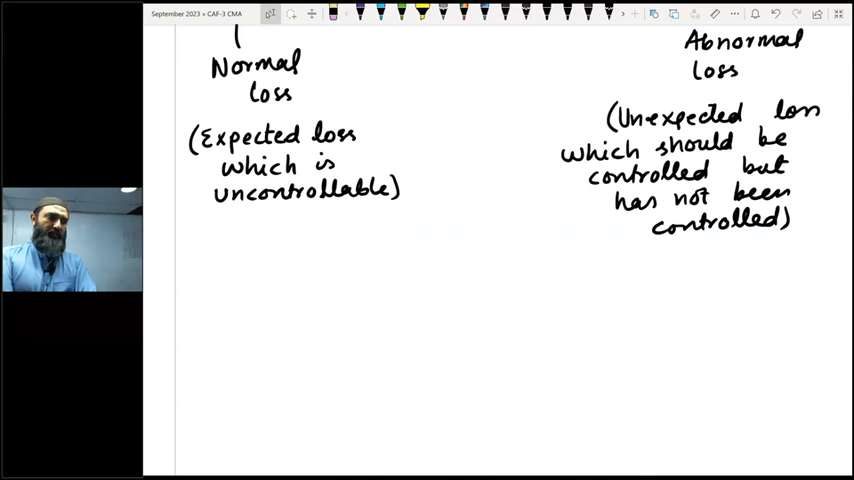 September 2023 » CAF-3 CMA
Normal
loss
(Expected loss
which is
uncontrollable)
Abnormal
loss
(Unexpected loss
which should be
controlled but
has not been
controlled)